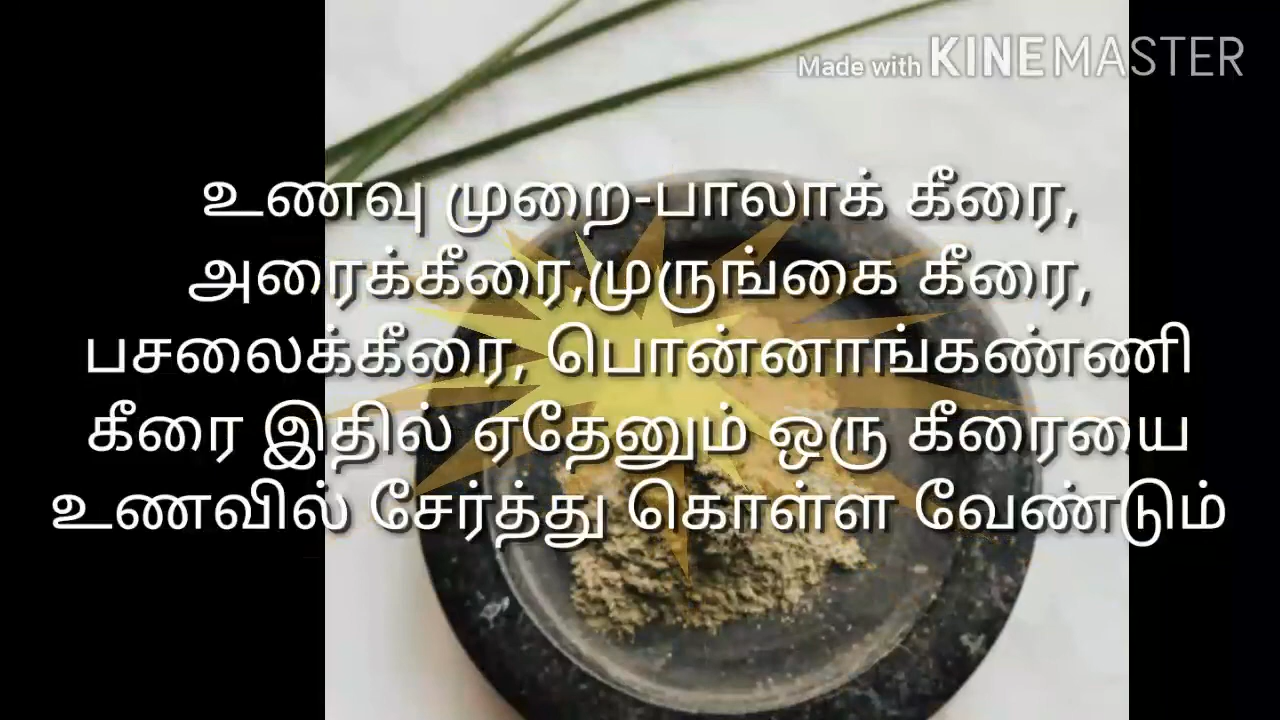 Made with KINEMASTER
உணவு முறை-பாலாக் கீரை,
அரைக்கீரை,முருங்கை கீரை,
பசலைக்கீரை, பொன்னாங்கண்ணி
கீரை இதில் ஏதேனும் ஒரு கீரையை
உணவில் சேர்த்து கொள்ள வேண்டும்